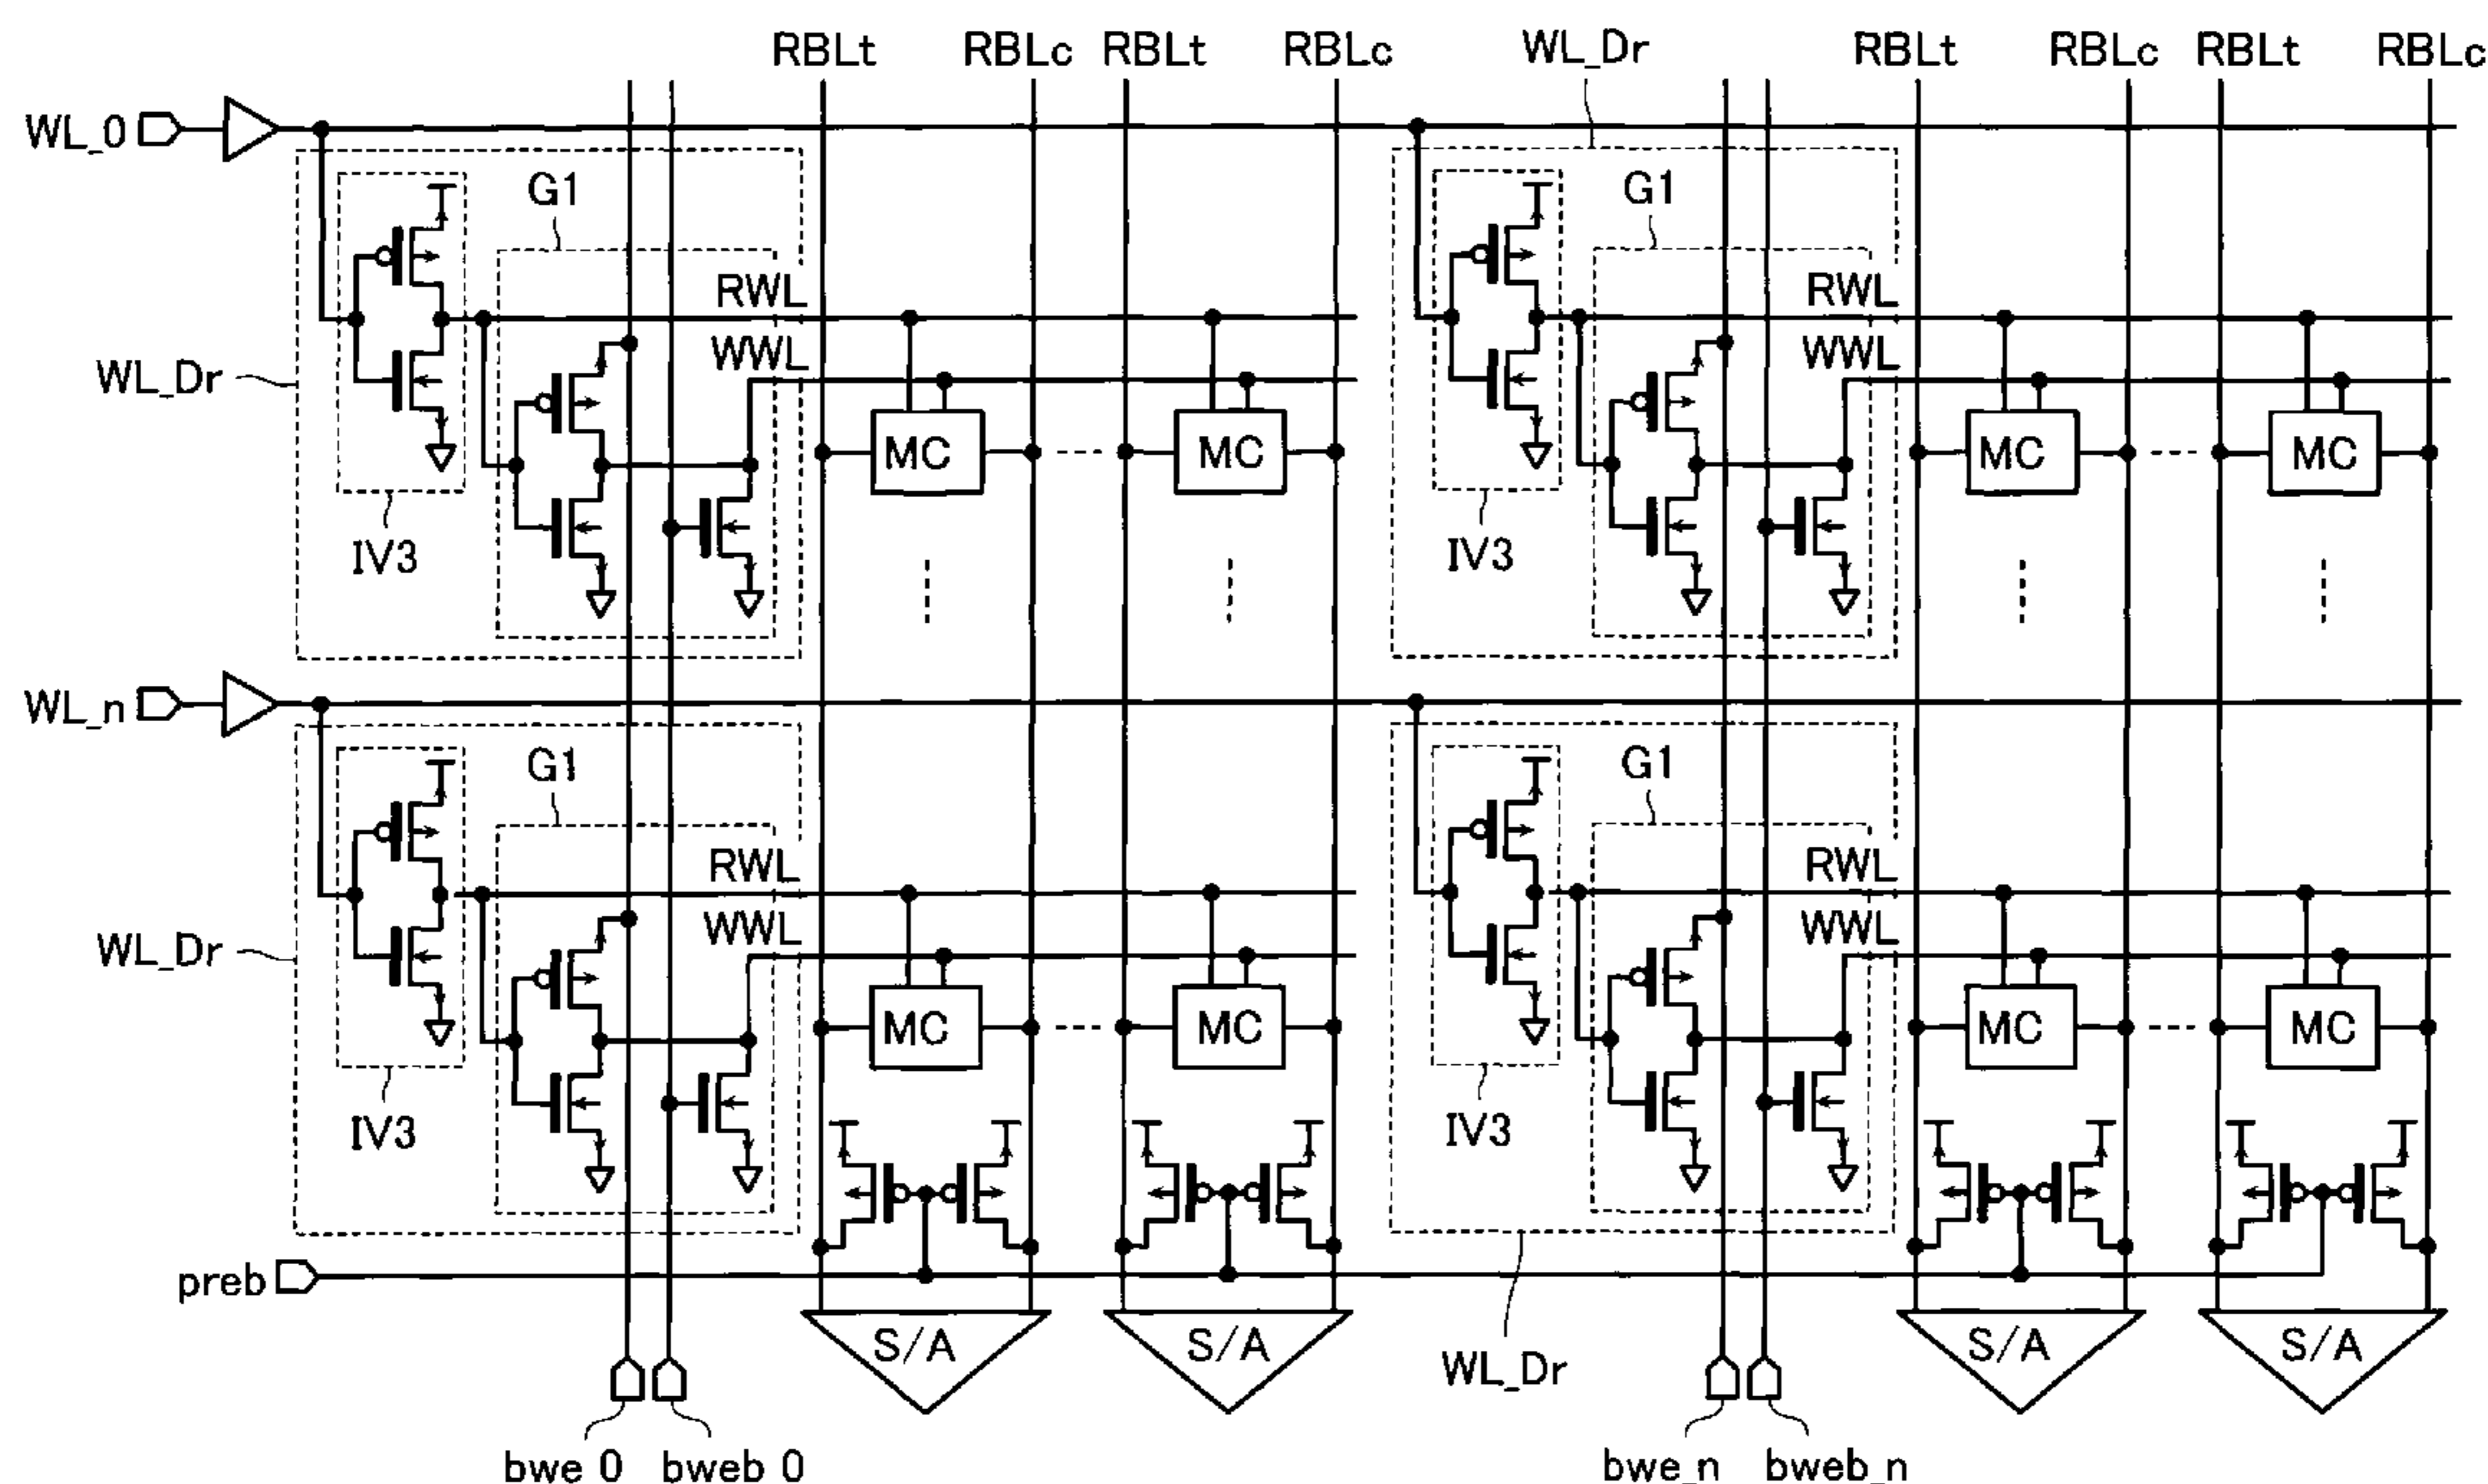 RBLt RBLc RBLt RBLc WL_Dr RBLt RBLc RBLt RBLc
WL_0
G1 G1
RWL RWL
WWL WWL
WL_Dr
MC MC MC MC
IV3 IV3
WL_n
G1 G1
RWL RWL
WWL WWL
WL_Dr
MC MC MC MC
IV3 IV3
preb
S/A S/A S/A S/A
WL_Dr
bwe 0 bweb 0 bwe_n bweb_n